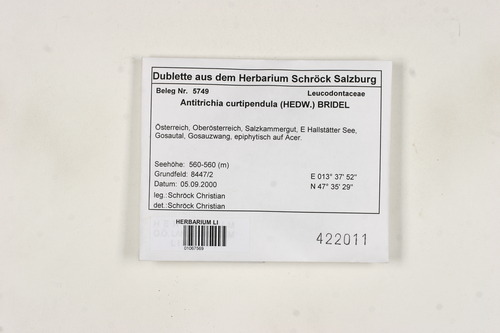 Dublette aus dem Herbarium Schröck Salzburg
Beleg Nr. 5749 Leucodontaceae
Antitrichia curtipendula (HEDW.) BRIDEL
Österreich, Oberösterreich, Salzkammergut, E Hallstätter See,
Gosautal, Gosauzwang, epiphytisch auf Acer.
Seehöhe: 560-560 (m)
Grundfeld: 8447/2 E 013° 37' 52"
Datum: 05.09.2000 N 47° 35' 29"
leg.:Schröck Christian
det.:Schröck Christian
HERBARIUM LI
01067569
422011